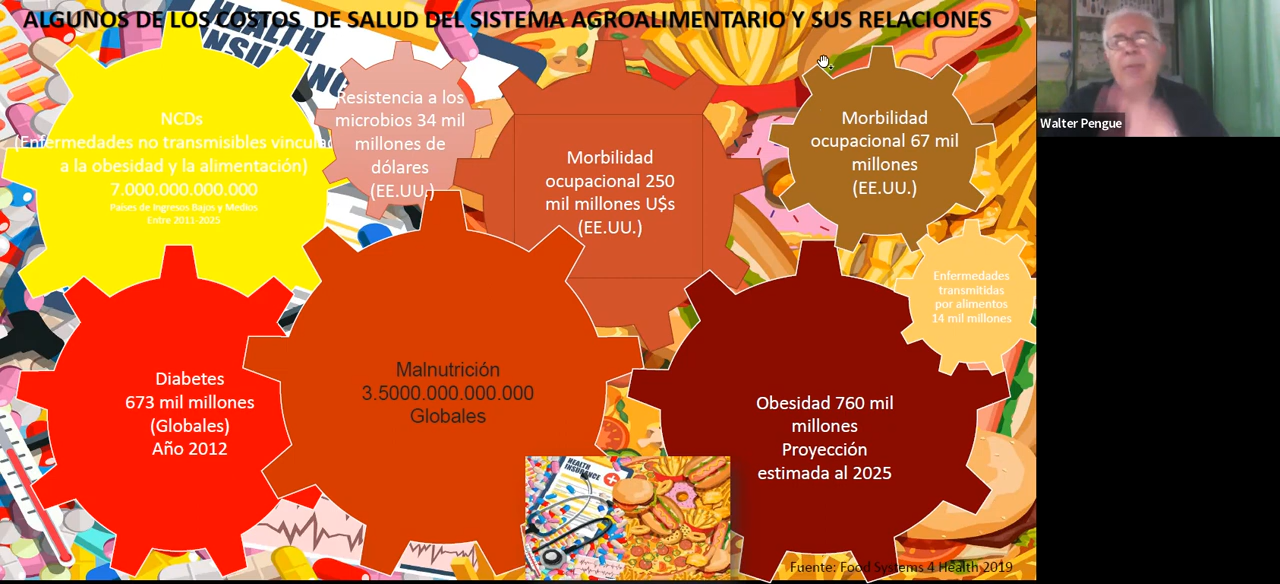 ALGUNOS DE LOS COSTOS DE SALUD DEL SISTEMA AGROALIMENTARIO Y SUS RELACIONES
HEALTH
INSURANCE
NCDs
(Enfermedades no transmisibles
a la obesidad y la alimentación)
7.000.000.000.000
Países de Ingresos Bajos y Medios
Entre 2011-2025
Resistencia a los
microbios 34 mil
millones de
dólares
(EE.UU.)
Morbilidad
ocupacional 250
mil millones U$s
(EE.UU.)
Morbilidad
ocupacional 67 mil
millones
(EE.UU.)
Enfermedades
transmitidas
por alimentos
14 mil millones
Diabetes
673 mil millones
(Globales)
Año 2012
Malnutrición
3.5000.000.000.000
Globales
Obesidad 760 mil
millones
Proyección
estimada al 2025
HEALTH
INSURANCE
Fuente: Food Systems 4 Health 2019
Walter Pengue